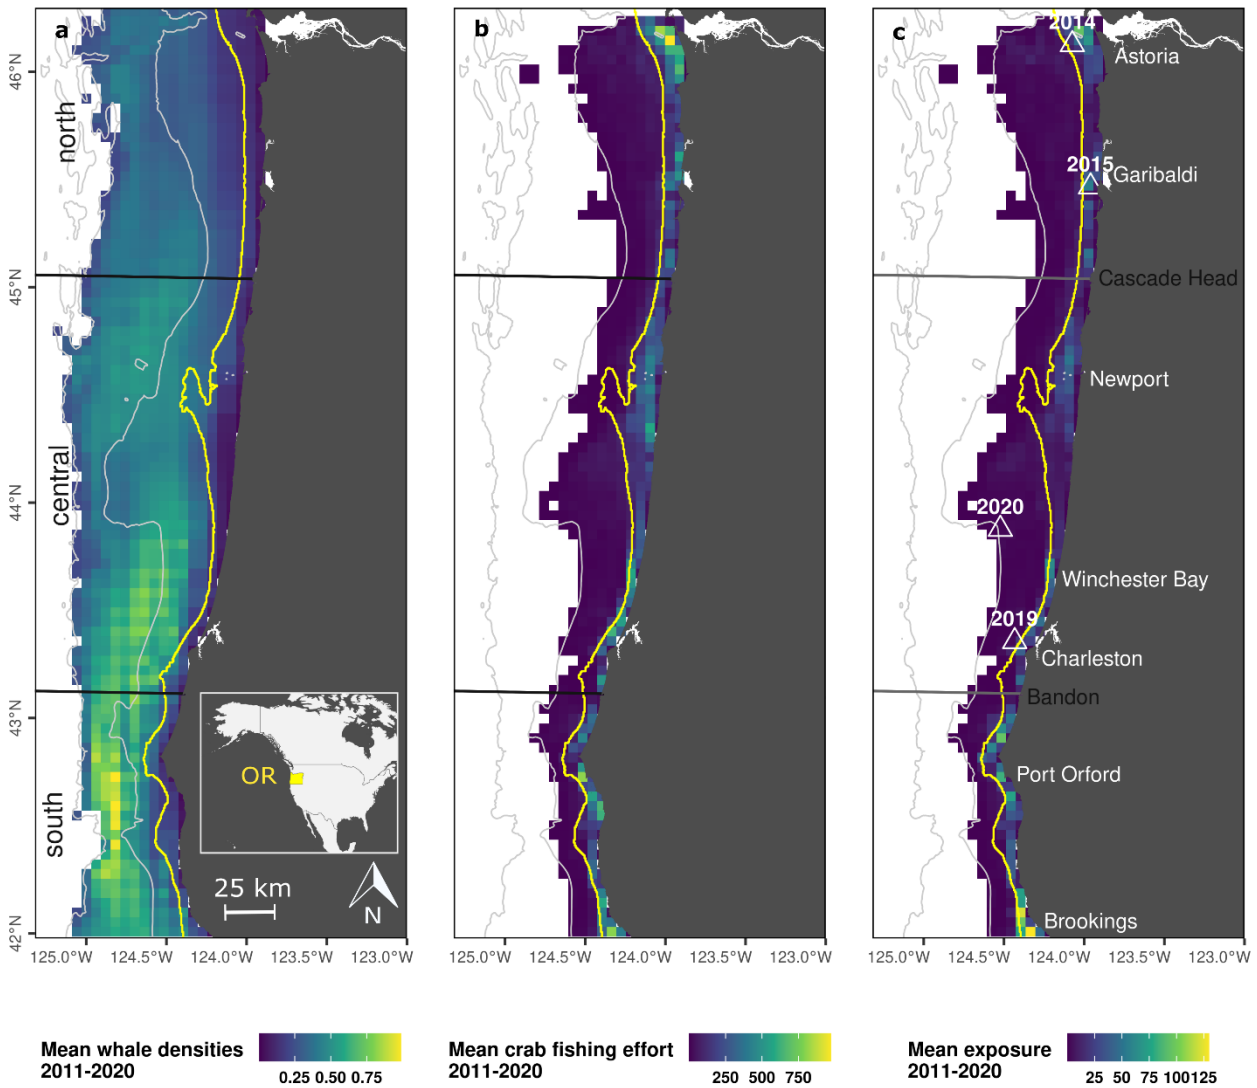 a
b
c
46°N
45°N
44°N
43°N
42°N
north
central
south
OR
25 km
N
2014
Astoria
2015
Garibaldi
Cascade Head
Newport
2020
Winchester Bay
2019
Charleston
Bandon
Port Orford
Brookings
125.0°W 124.5°W 124.0°W 123.5°W 123.0°W
125.0°W 124.5°W 124.0°W 123.5°W 123.0°W
125.0°W 124.5°W 124.0°W 123.5°W 123.0°W
Mean whale densities
2011-2020
0.25 0.50 0.75
Mean crab fishing effort
2011-2020
250 500 750
Mean exposure
2011-2020
25 50 75 100 125